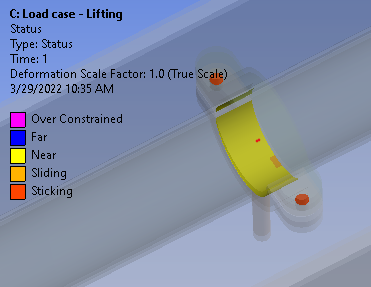 C: Load case - Lifting
Status
Type: Status
Time: 1
Deformation Scale Factor: 1.0 (True Scale)
3/29/2022 10:35 AM
Over Constrained
Far
Near
Sliding
Sticking